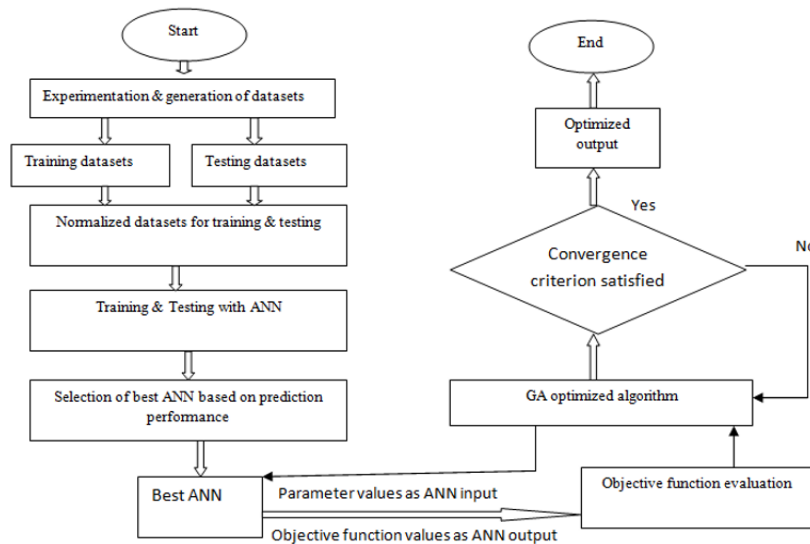 Start
Experimentation & generation of datasets
Training datasets
Testing datasets
Normalized datasets for training & testing
Training & Testing with ANN
Selection of best ANN based on prediction
performance
Best ANN
Parameter values as ANN input
Objective function values as ANN output
Objective function evaluation
GA optimized algorithm
Convergence
criterion satisfied
No
Yes
Optimized
output
End